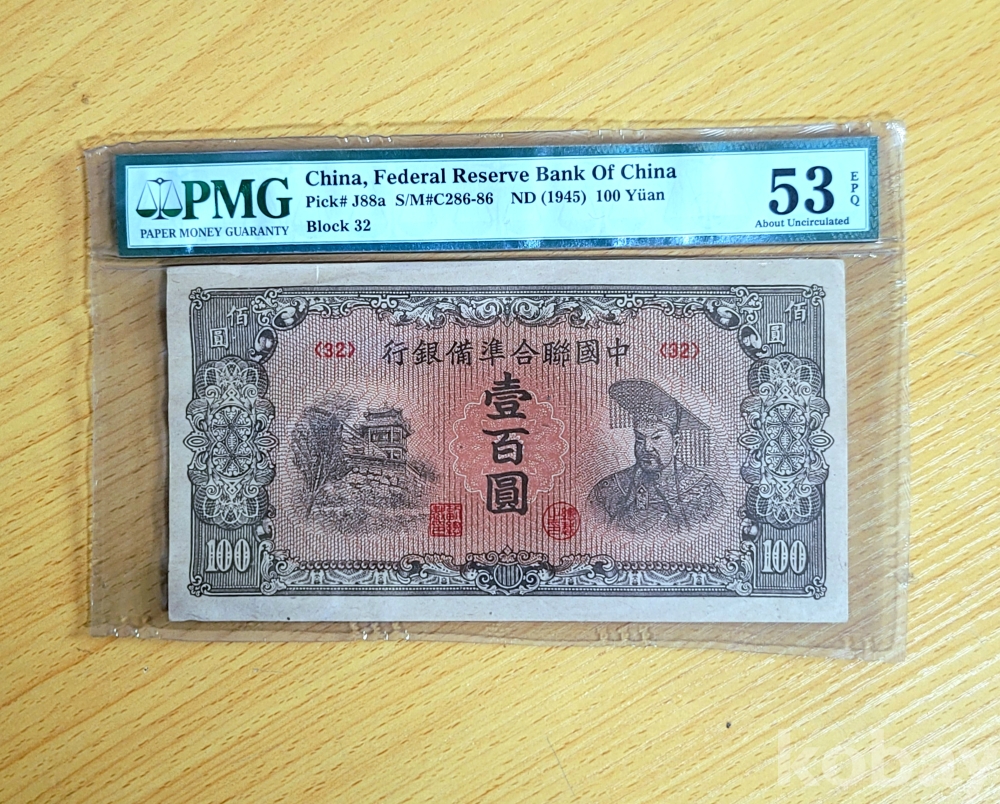 PMG
PAPER MONEY GUARANTY
China, Federal Reserve Bank Of China
Pick# J88a S/M#C286-86 ND (1945) 100 Yüan
Block 32
53
EPQ
About Uncirculated
佰圓
佰圓
(32)
行銀備準合聯國中
(32)
壹百圓
100
100
kobay